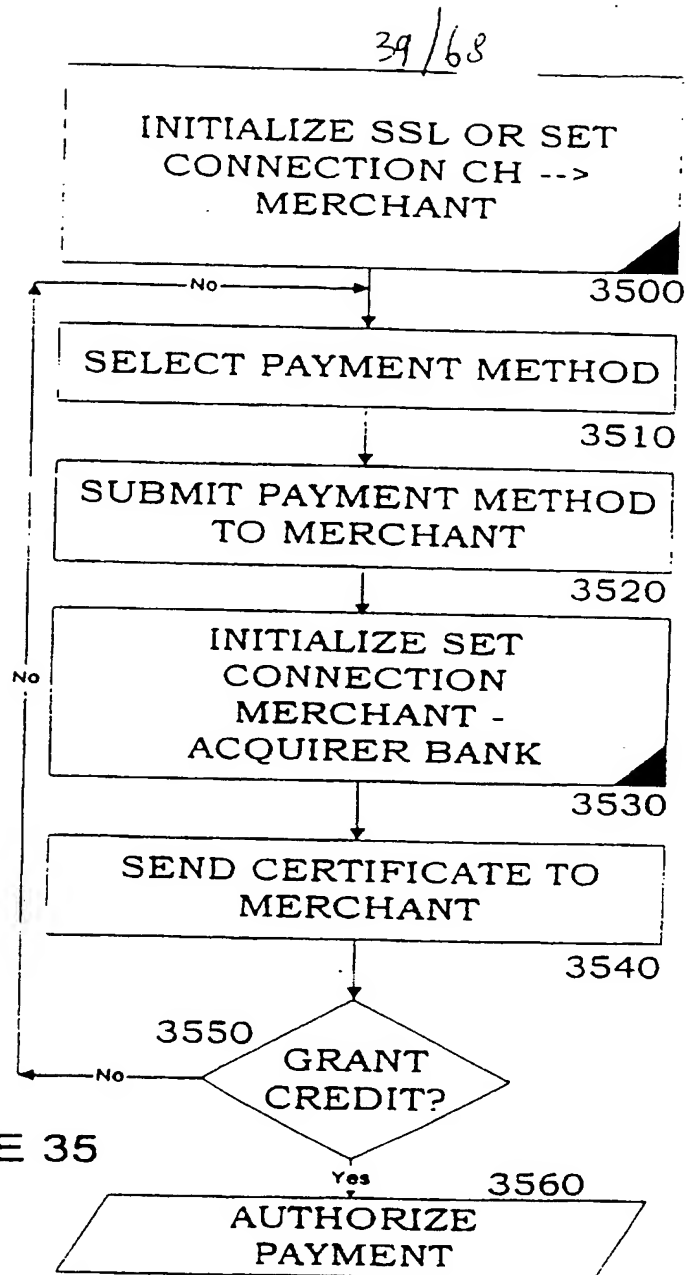 39/68
INITIALIZE SSL OR SET
CONNECTION CH -->
MERCHANT
3500
No
SELECT PAYMENT METHOD
3510
SUBMIT PAYMENT METHOD
TO MERCHANT
3520
No
INITIALIZE SET
CONNECTION
MERCHANT -
ACQUIRER BANK
3530
SEND CERTIFICATE TO
MERCHANT
3540
3550
GRANT
CREDIT?
No
E 35
Yes
3560
AUTHORIZE
PAYMENT